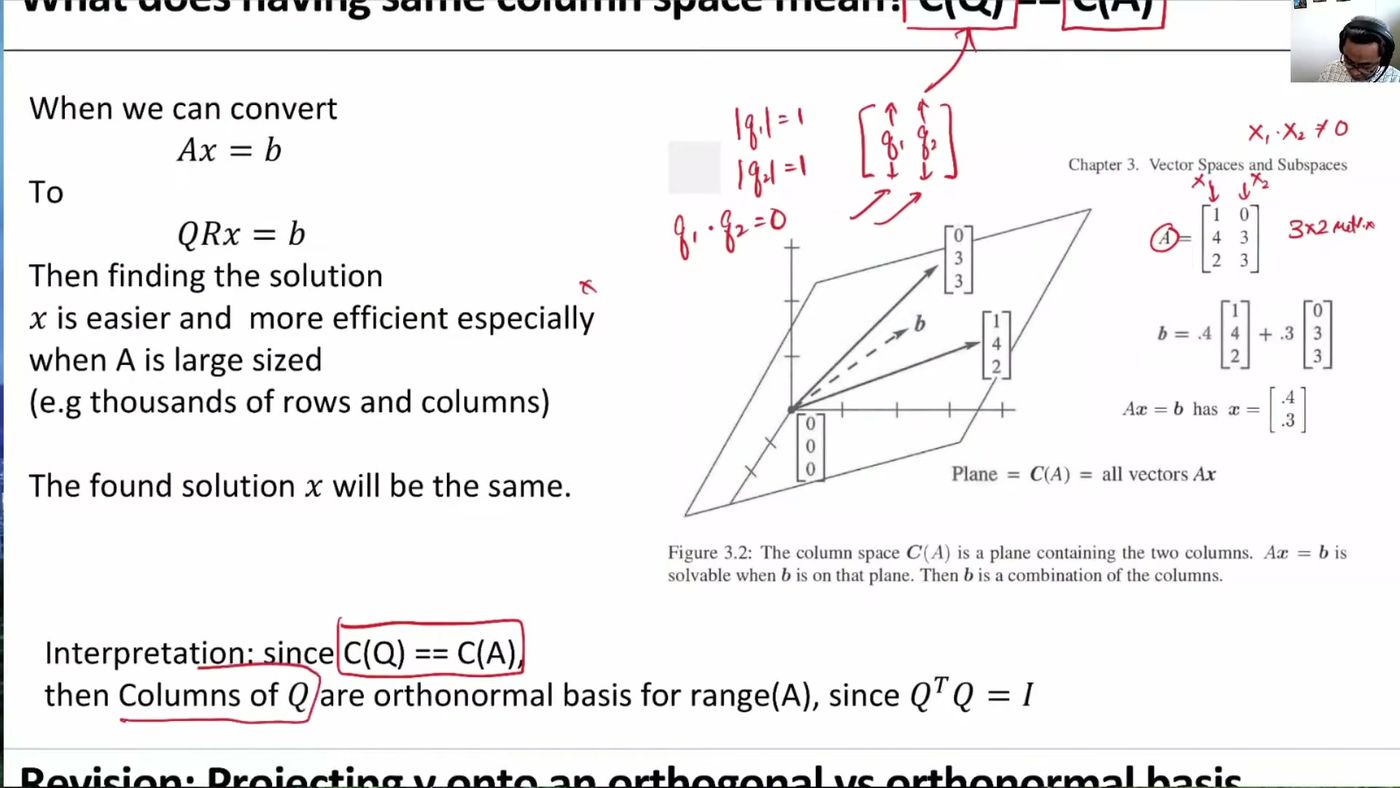 What does having same column space mean? C(Q) == C(A)
When we can convert
Ax = b
To
QRx = b
Then finding the solution
x is easier and more efficient especially
when A is large sized
(e.g thousands of rows and columns)
The found solution x will be the same.
x
|q₁| = 1
|q₂| = 1
q₁ · q₂ = 0
q₁ q₂
x₁ · x₂ ≠ 0
Chapter 3. Vector Spaces and Subspaces
x₁ x₂
A = [1 0
4 3
2 3]
3x2 matrix
[0
3
3]
b
[1
4
2]
[0
0
0]
b = .4 [1 4 2] + .3 [0 3 3]
Ax = b has x = [.4 .3]
Plane = C(A) = all vectors Ax
Figure 3.2: The column space C(A) is a plane containing the two columns. Ax = b is
solvable when b is on that plane. Then b is a combination of the columns.
Interpretation: since C(Q) == C(A),
then Columns of Q are orthonormal basis for range(A), since QᵀQ = I
Revision: Projecting y onto an orthogonal vs orthonormal basis